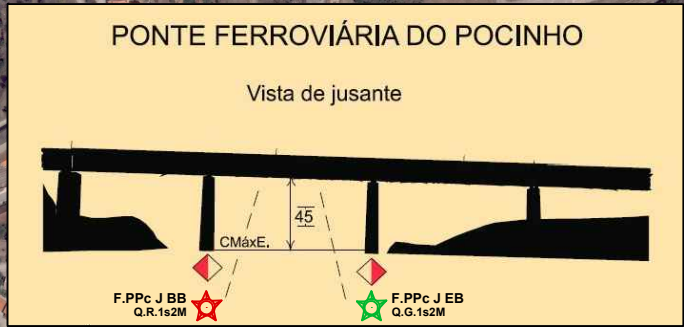 PONTE FERROVIÁRIA DO POCINHO
Vista de jusante
45
CMáxE.
F.PPc J BB
Q.R.1s2M
F.PPc J EB
Q.G.1s2M